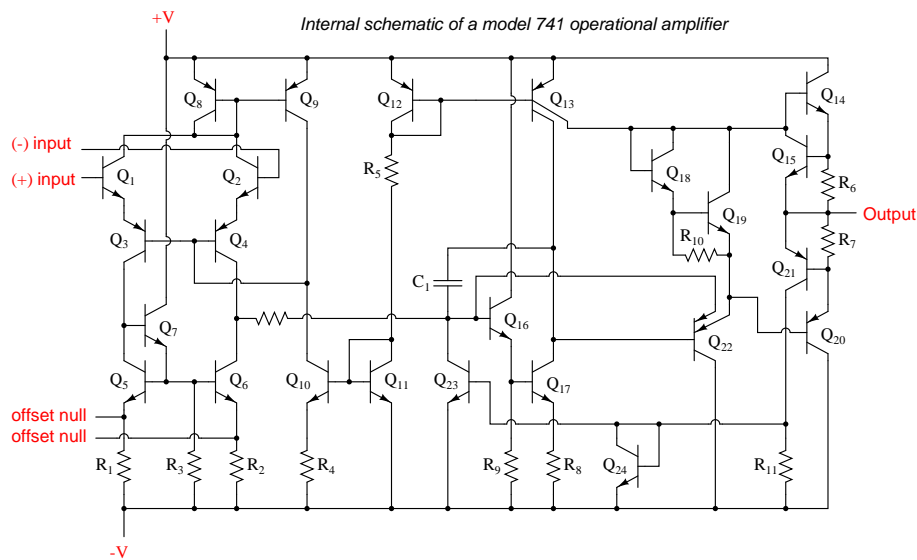 Internal schematic of a model 741 operational amplifier
+V
Q8
Q9
Q12
Q13
Q14
(-) input
(+) input
Q1
Q2
R5
Q15
Q18
R6
Q19
Output
Q3
Q4
R10
R7
Q21
C1
Q7
Q16
Q22
Q20
Q5
Q6
Q10
Q11
Q23
Q17
offset null
offset null
R1
R3
R2
R4
R9
R8
Q24
R11
-V